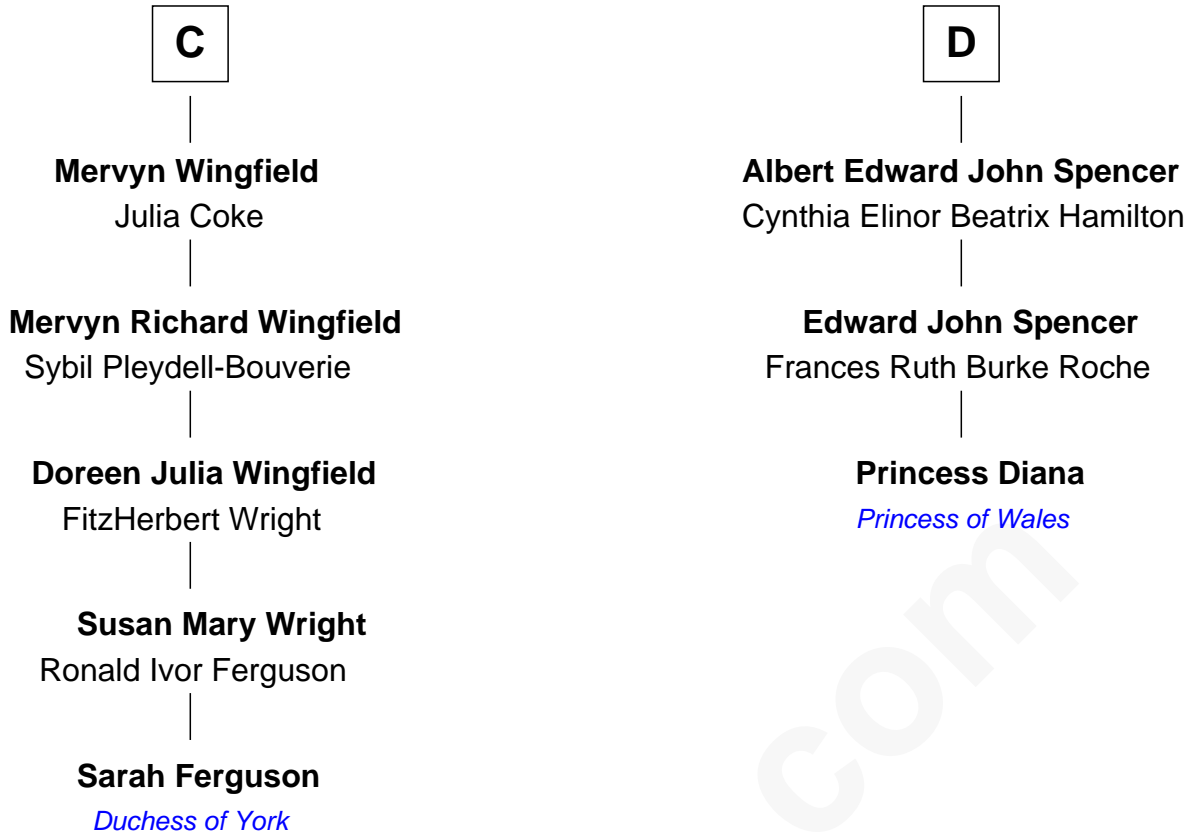 C
Mervyn Wingfield
Julia Coke
Mervyn Richard Wingfield
Sybil Pleydell-Bouverie
Doreen Julia Wingfield
FitzHerbert Wright
Susan Mary Wright
Ronald Ivor Ferguson
Sarah Ferguson
Duchess of York
D
Albert Edward John Spencer
Cynthia Elinor Beatrix Hamilton
Edward John Spencer
Frances Ruth Burke Roche
Princess Diana
Princess of Wales
com